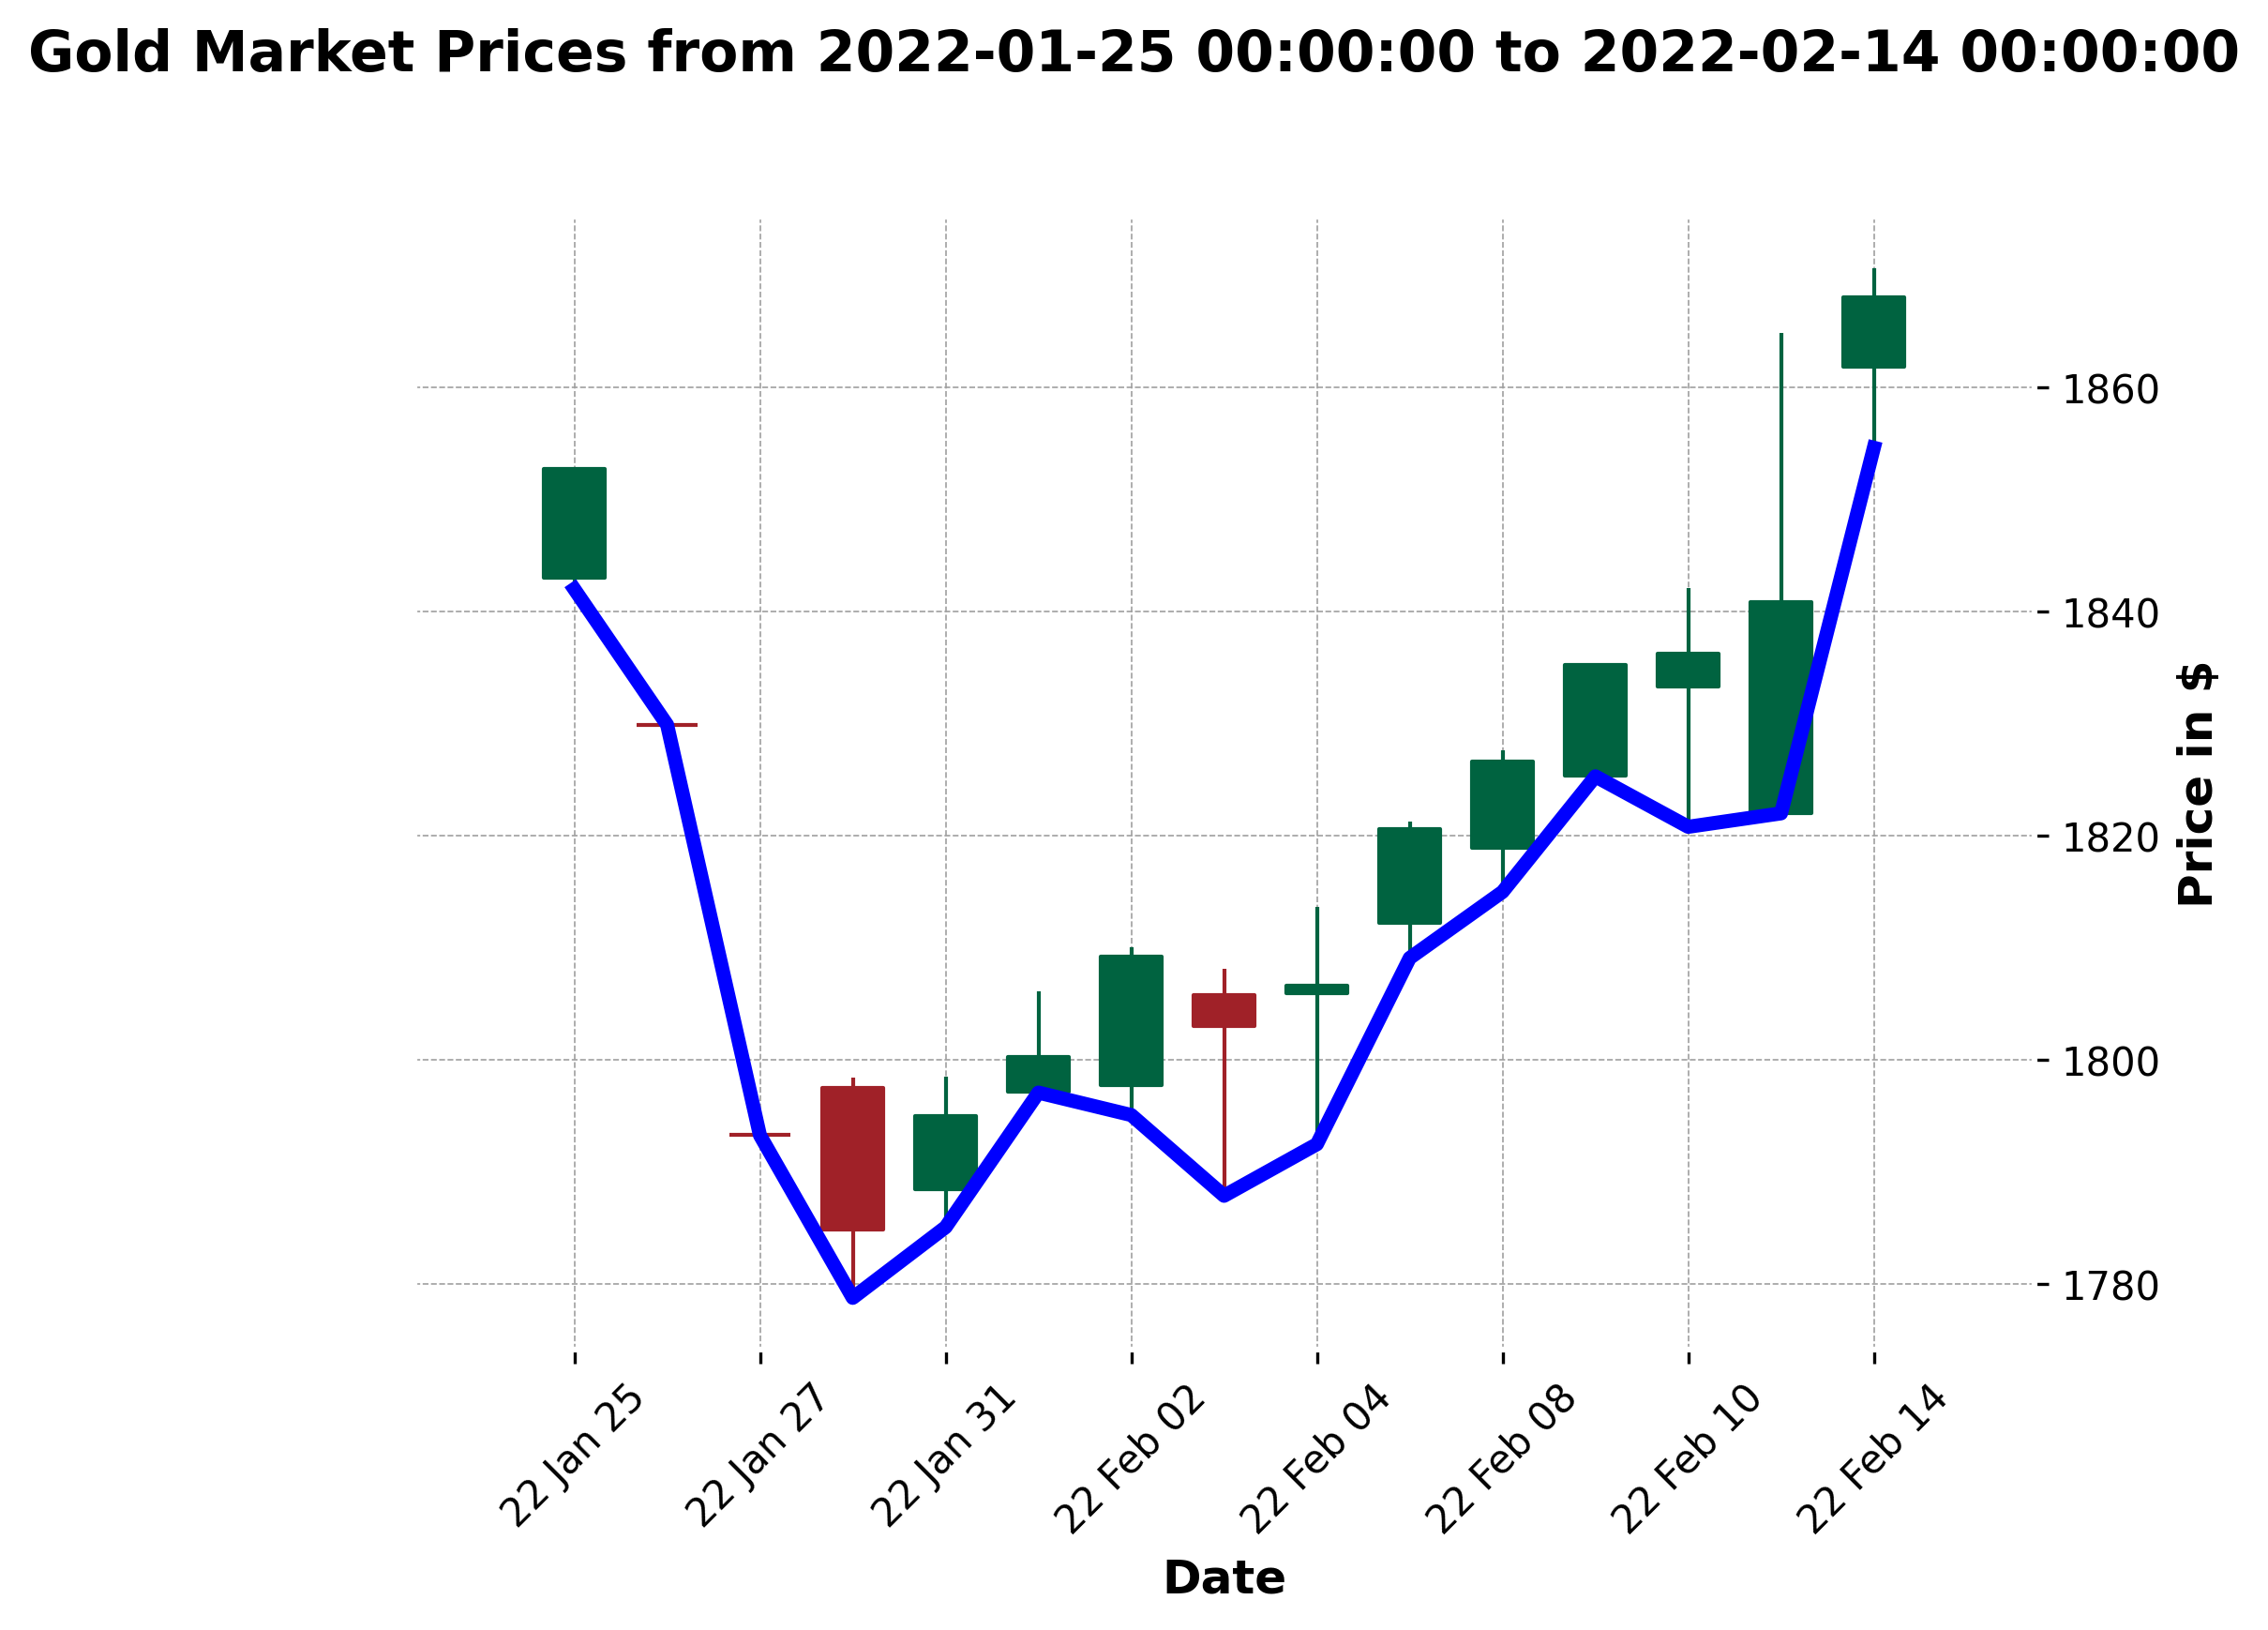 Gold Market Prices from 2022-01-25 00:00:00 to 2022-02-14 00:00:00
1860
1840
1820
1800
1780
Price in $
22 Jan 25
22 Jan 27
22 Jan 31
22 Feb 02
22 Feb 04
22 Feb 08
22 Feb 10
22 Feb 14
Date